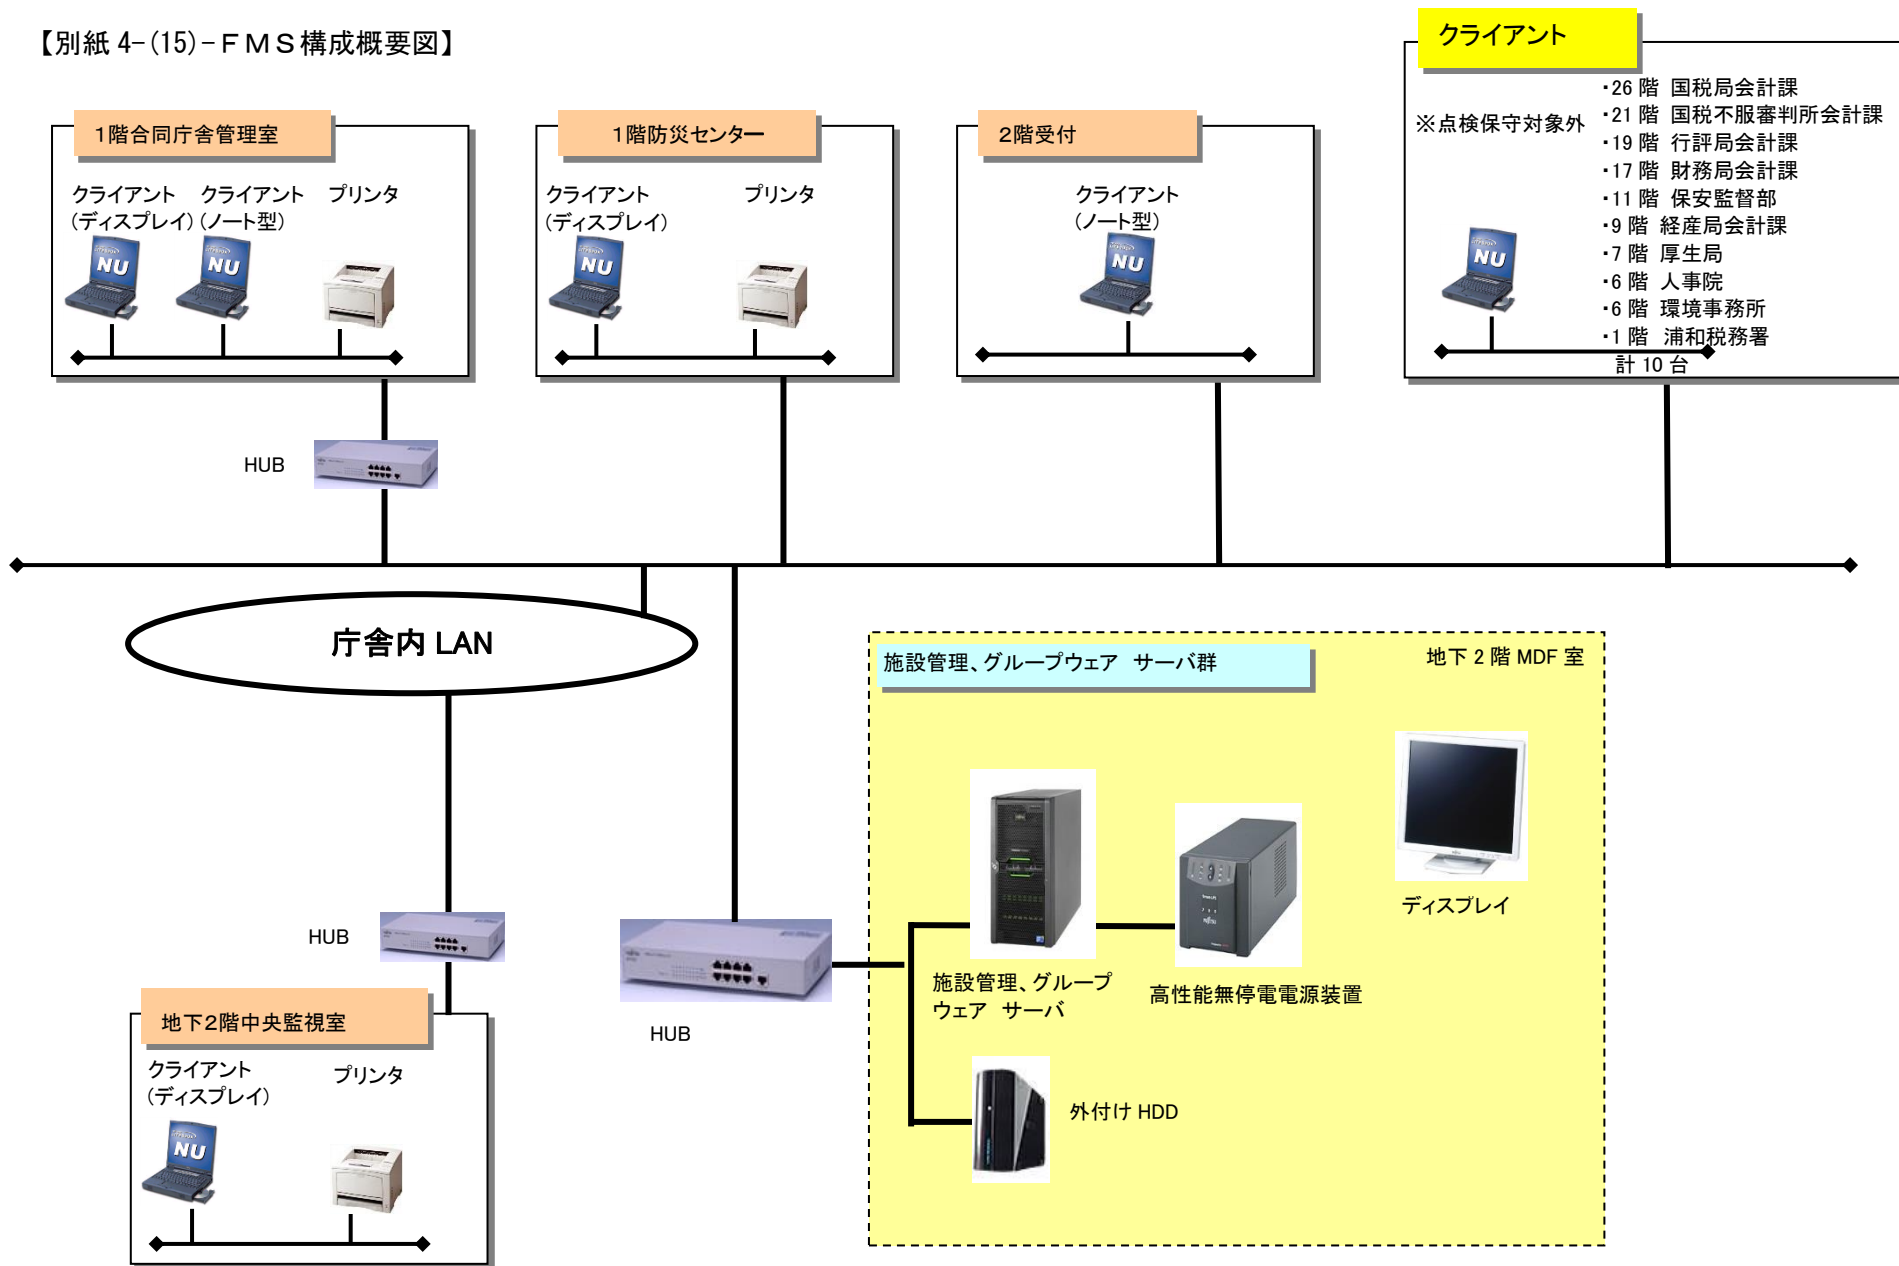 【別紙 4-(15)-ＦＭＳ構成概要図】
クライアント
※点検保守対象外
・26 階 国税局会計課
・21 階 国税不服審判所会計課
・19 階 行評局会計課
・17 階 財務局会計課
・11 階 保安監督部
・9 階 経産局会計課
・7 階 厚生局
・6 階 人事院
・6 階 環境事務所
・1 階 浦和税務署
計 10 台
1階合同庁舎管理室
クライアント
(ディスプレイ)
クライアント
(ノート型)
プリンタ
NU
NU
1階防災センター
クライアント
(ディスプレイ)
プリンタ
NU
2階受付
クライアント
(ノート型)
NU
NU
HUB
庁舎内 LAN
施設管理、グループウェア　サーバ群
地下 2 階 MDF 室
ディスプレイ
施設管理、グループ
ウェア　サーバ
高性能無停電電源装置
外付け HDD
HUB
HUB
地下2階中央監視室
クライアント
(ディスプレイ)
プリンタ
NU